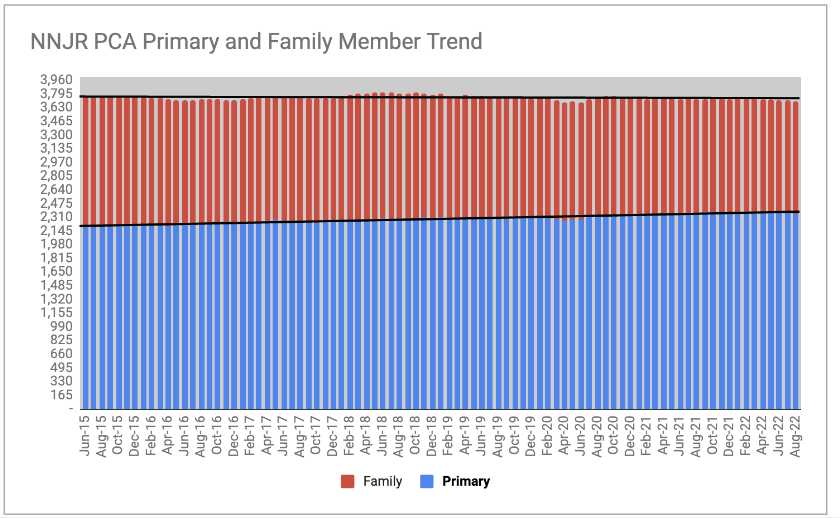 NNJR PCA Primary and Family Member Trend
3,960
3,795
3,630
3,465
3,300
3,135
2,970
2,805
2,640
2,475
2,310
2,145
1,980
1,815
1,650
1,485
1,320
1,155
990
825
660
495
330
165
-
Jun-15
Aug-15
Oct-15
Dec-15
Feb-16
Apr-16
Jun-16
Aug-16
Oct-16
Dec-16
Feb-17
Apr-17
Jun-17
Aug-17
Oct-17
Dec-17
Feb-18
Apr-18
Jun-18
Aug-18
Oct-18
Dec-18
Feb-19
Apr-19
Jun-19
Aug-19
Oct-19
Dec-19
Feb-20
Apr-20
Jun-20
Aug-20
Oct-20
Dec-20
Feb-21
Apr-21
Jun-21
Aug-21
Oct-21
Dec-21
Feb-22
Apr-22
Jun-22
Aug-22
Family Primary